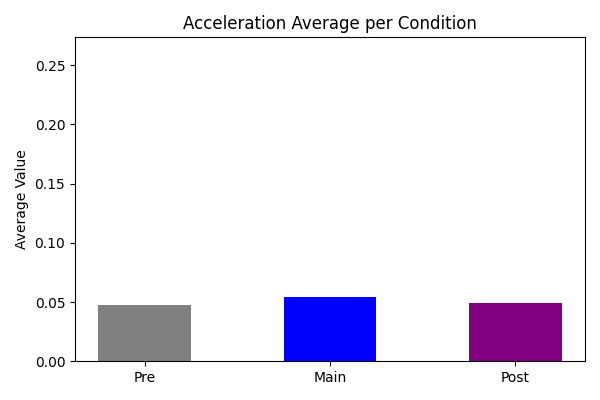 Acceleration Average per Condition
Average Value
0.25
0.20
0.15
0.10
0.05
0.00
Pre
Main
Post